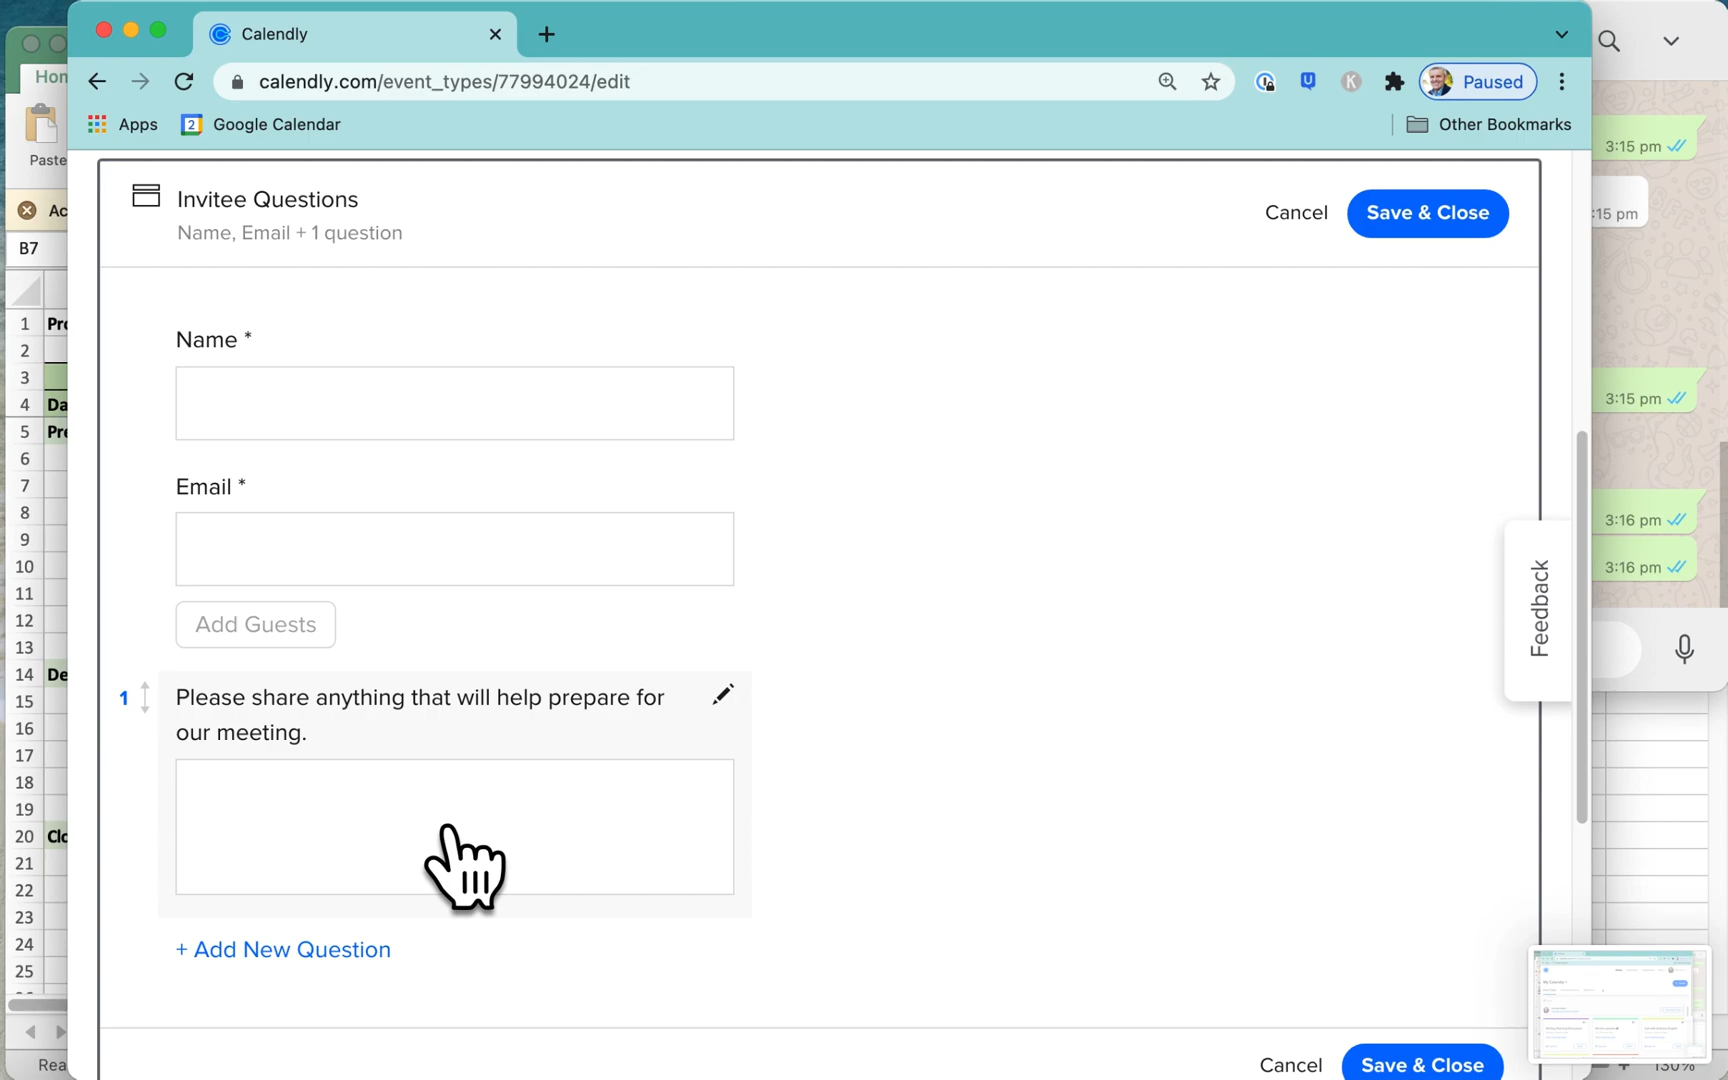 Calendly
calendly.com/event_types/77994024/edit
K
Paused
Apps
2
Google Calendar
Other Bookmarks
Paste
B7
Invitee Questions
Name, Email + 1 question
Cancel
Save & Close
Name *
Email *
Add Guests
1
Please share anything that will help prepare for
our meeting.
+ Add New Question
Cancel
Save & Close
Feedback
1
2
3
4
5
6
7
8
9
10
11
12
13
14
15
16
17
18
19
20
21
22
23
24
25
3:15 pm
:15 pm
3:15 pm
3:16 pm
3:16 pm
130%